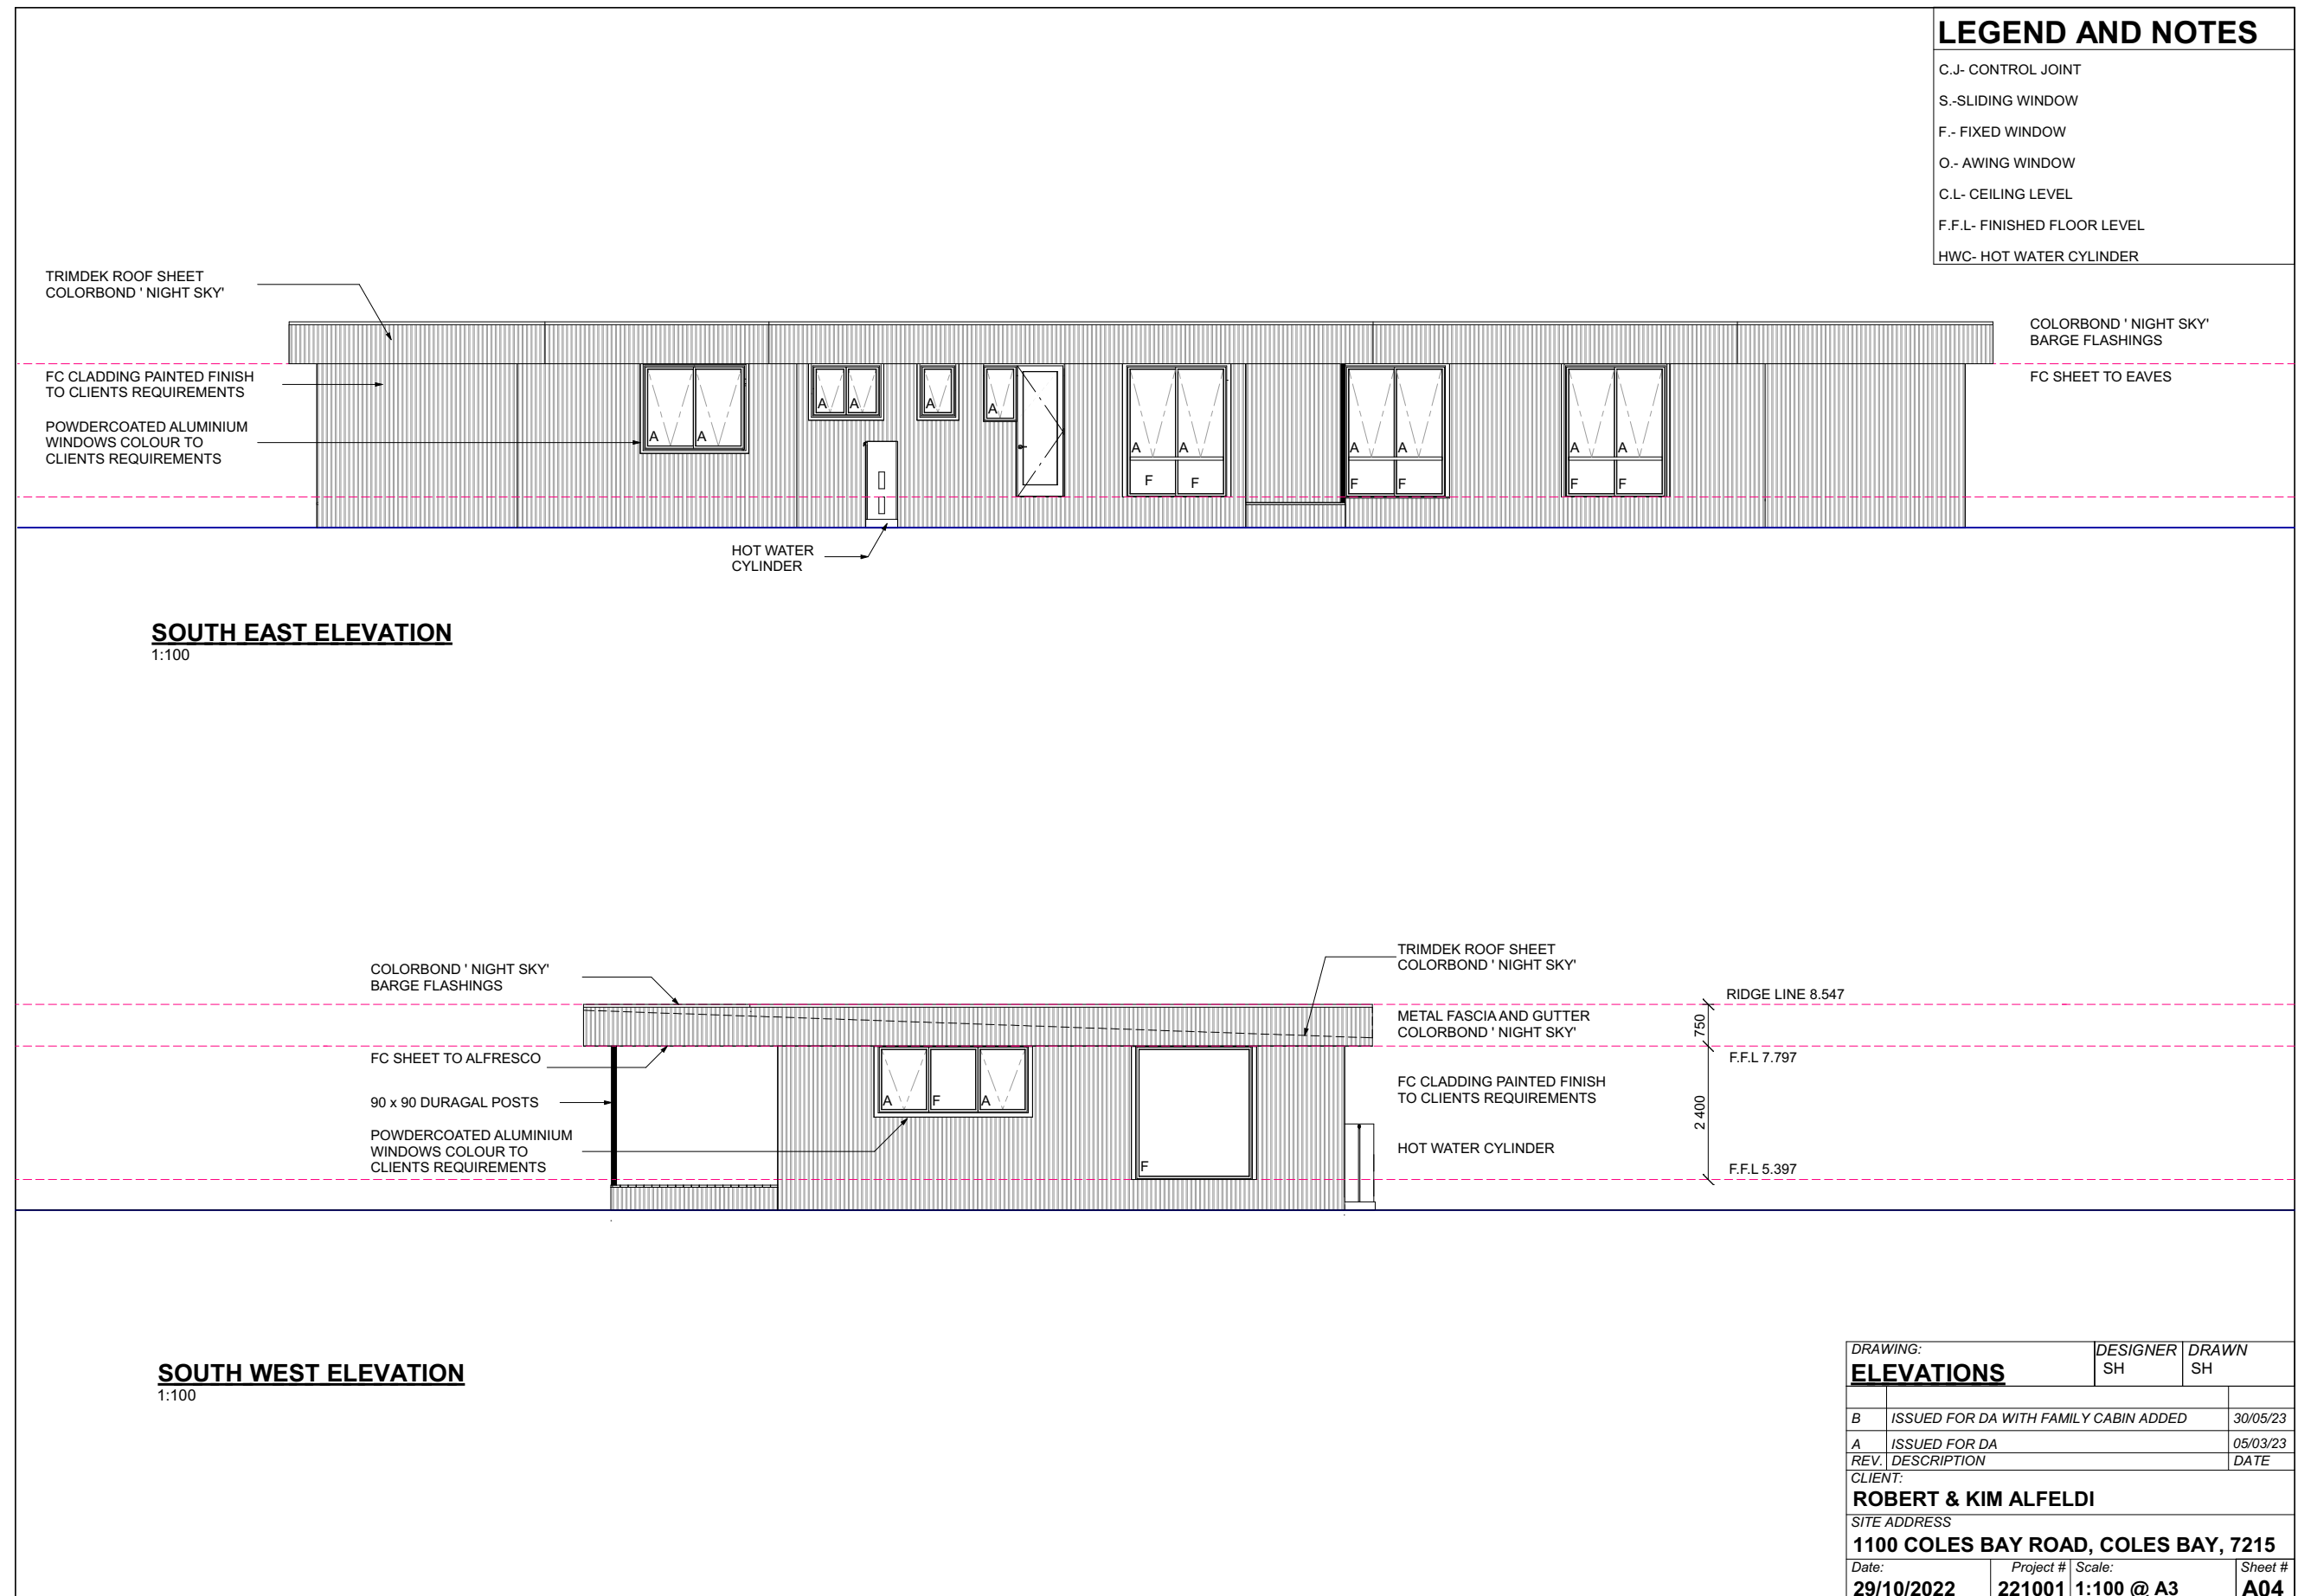 LEGEND AND NOTES
C.J- CONTROL JOINT
S.-SLIDING WINDOW
F.- FIXED WINDOW
O.- AWING WINDOW
C.L- CEILING LEVEL
F.F.L- FINISHED FLOOR LEVEL
HWC- HOT WATER CYLINDER
TRIMDEK ROOF SHEET
COLORBOND ' NIGHT SKY'
FC CLADDING PAINTED FINISH
TO CLIENTS REQUIREMENTS
POWDERCOATED ALUMINIUM
WINDOWS COLOUR TO
CLIENTS REQUIREMENTS
COLORBOND ' NIGHT SKY'
BARGE FLASHINGS
FC SHEET TO EAVES
A A A A A A
A A A A A A
F F F F F F
HOT WATER
CYLINDER
SOUTH EAST ELEVATION
1:100
COLORBOND ' NIGHT SKY'
BARGE FLASHINGS
FC SHEET TO ALFRESCO
90 x 90 DURAGAL POSTS
POWDERCOATED ALUMINIUM
WINDOWS COLOUR TO
CLIENTS REQUIREMENTS
A F A
F
TRIMDEK ROOF SHEET
COLORBOND ' NIGHT SKY'
METAL FASCIA AND GUTTER
COLORBOND ' NIGHT SKY'
FC CLADDING PAINTED FINISH
TO CLIENTS REQUIREMENTS
HOT WATER CYLINDER
RIDGE LINE 8.547
750
F.F.L 7.797
2 400
F.F.L 5.397
SOUTH WEST ELEVATION
1:100
DRAWING:
ELEVATIONS
DESIGNER
SH
DRAWN
SH
B ISSUED FOR DA WITH FAMILY CABIN ADDED 30/05/23
A ISSUED FOR DA 05/03/23
REV. DESCRIPTION DATE
CLIENT:
ROBERT & KIM ALFELDI
SITE ADDRESS
1100 COLES BAY ROAD, COLES BAY, 7215
Date: Project # Scale: Sheet #
29/10/2022 221001 1:100 @ A3 A04